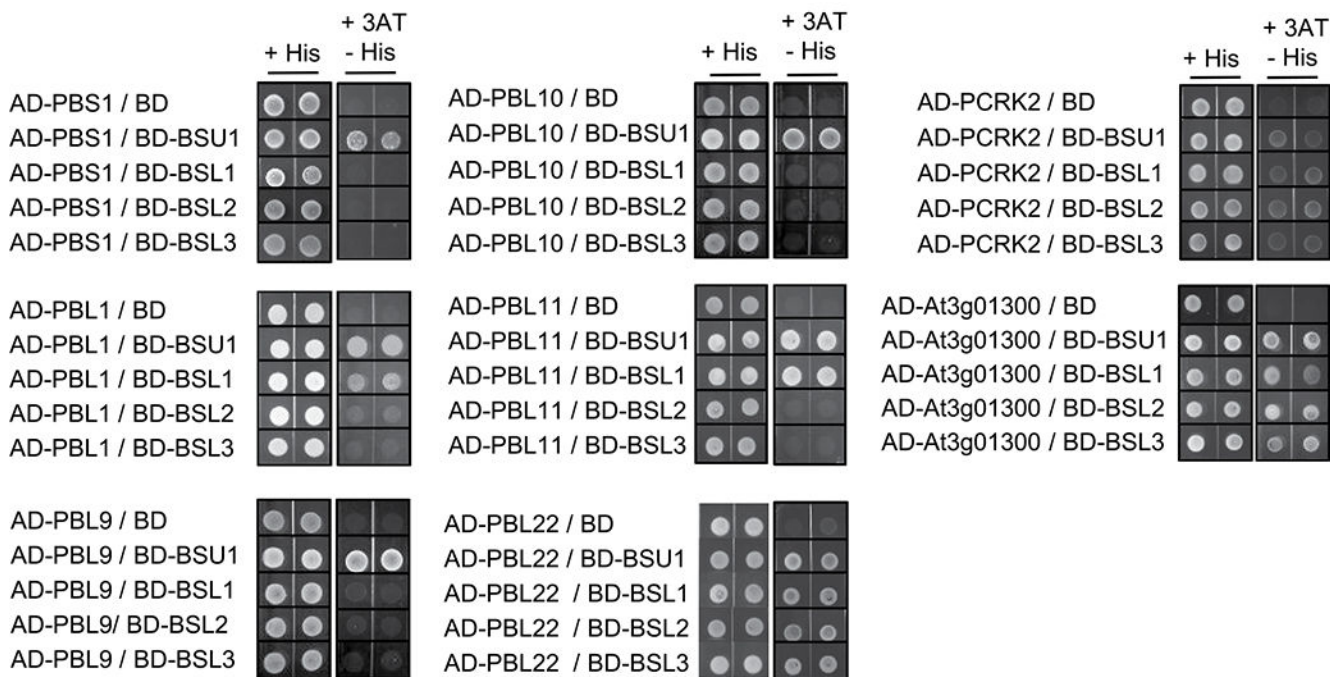 + His
+ 3AT
- His
AD-PBS1 / BD
AD-PBS1 / BD-BSU1
AD-PBS1 / BD-BSL1
AD-PBS1 / BD-BSL2
AD-PBS1 / BD-BSL3
AD-PBL1 / BD
AD-PBL1 / BD-BSU1
AD-PBL1 / BD-BSL1
AD-PBL1 / BD-BSL2
AD-PBL1 / BD-BSL3
AD-PBL9 / BD
AD-PBL9 / BD-BSU1
AD-PBL9 / BD-BSL1
AD-PBL9/ BD-BSL2
AD-PBL9 / BD-BSL3
+ His
+ 3AT
- His
AD-PBL10 / BD
AD-PBL10 / BD-BSU1
AD-PBL10 / BD-BSL1
AD-PBL10 / BD-BSL2
AD-PBL10 / BD-BSL3
AD-PBL11 / BD
AD-PBL11 / BD-BSU1
AD-PBL11 / BD-BSL1
AD-PBL11 / BD-BSL2
AD-PBL11 / BD-BSL3
AD-PBL22 / BD
AD-PBL22 / BD-BSU1
AD-PBL22 / BD-BSL1
AD-PBL22 / BD-BSL2
AD-PBL22 / BD-BSL3
+ His
+ 3AT
- His
AD-PCRK2 / BD
AD-PCRK2 / BD-BSU1
AD-PCRK2 / BD-BSL1
AD-PCRK2 / BD-BSL2
AD-PCRK2 / BD-BSL3
AD-At3g01300 / BD
AD-At3g01300 / BD-BSU1
AD-At3g01300 / BD-BSL1
AD-At3g01300 / BD-BSL2
AD-At3g01300 / BD-BSL3